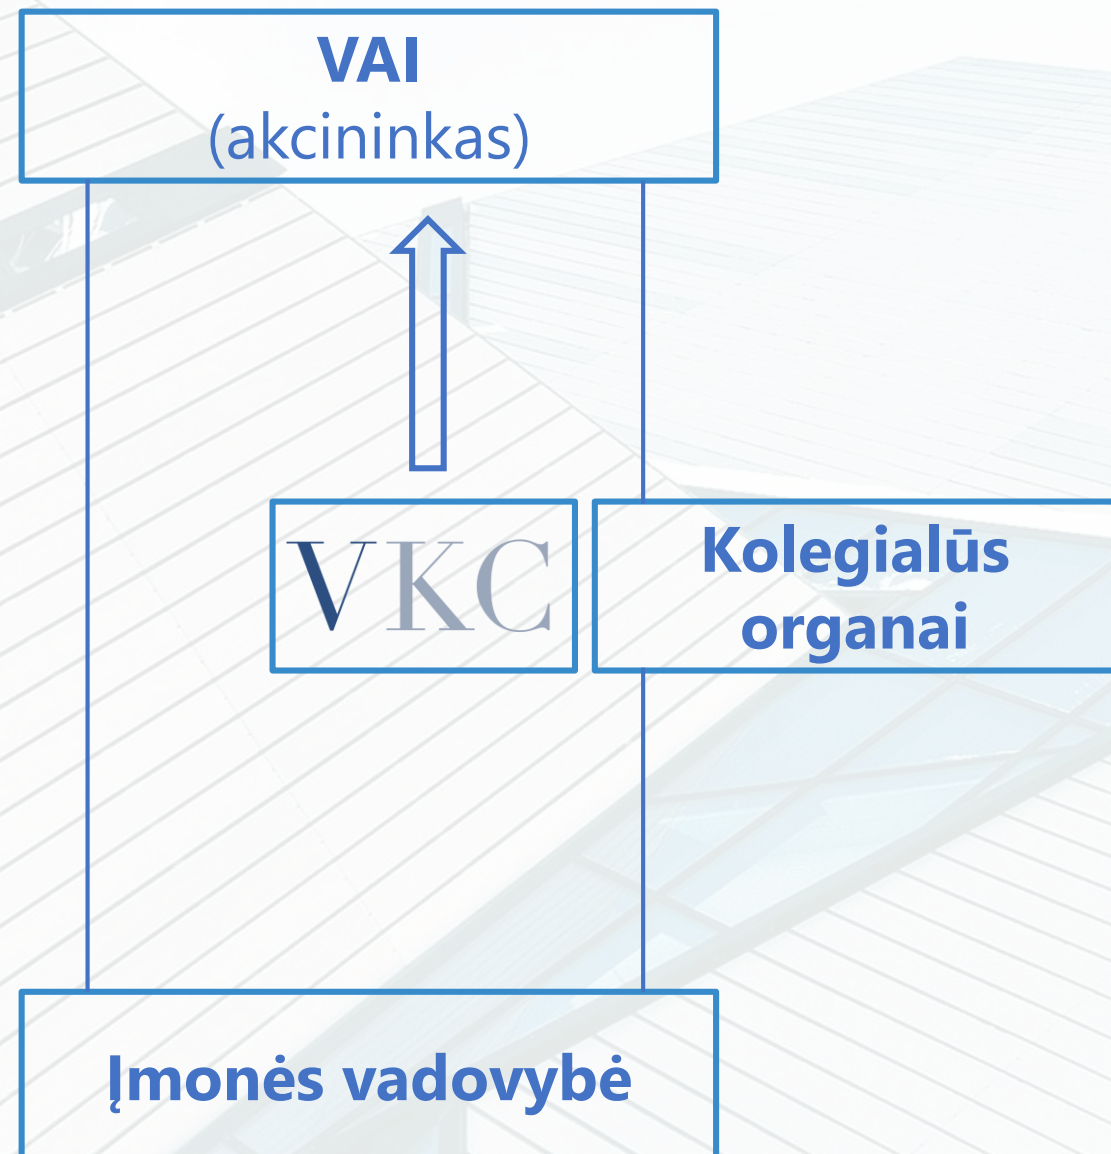 VAI
(akcininkas)
VKC
Kolegialūs
organai
Įmonės vadovybė